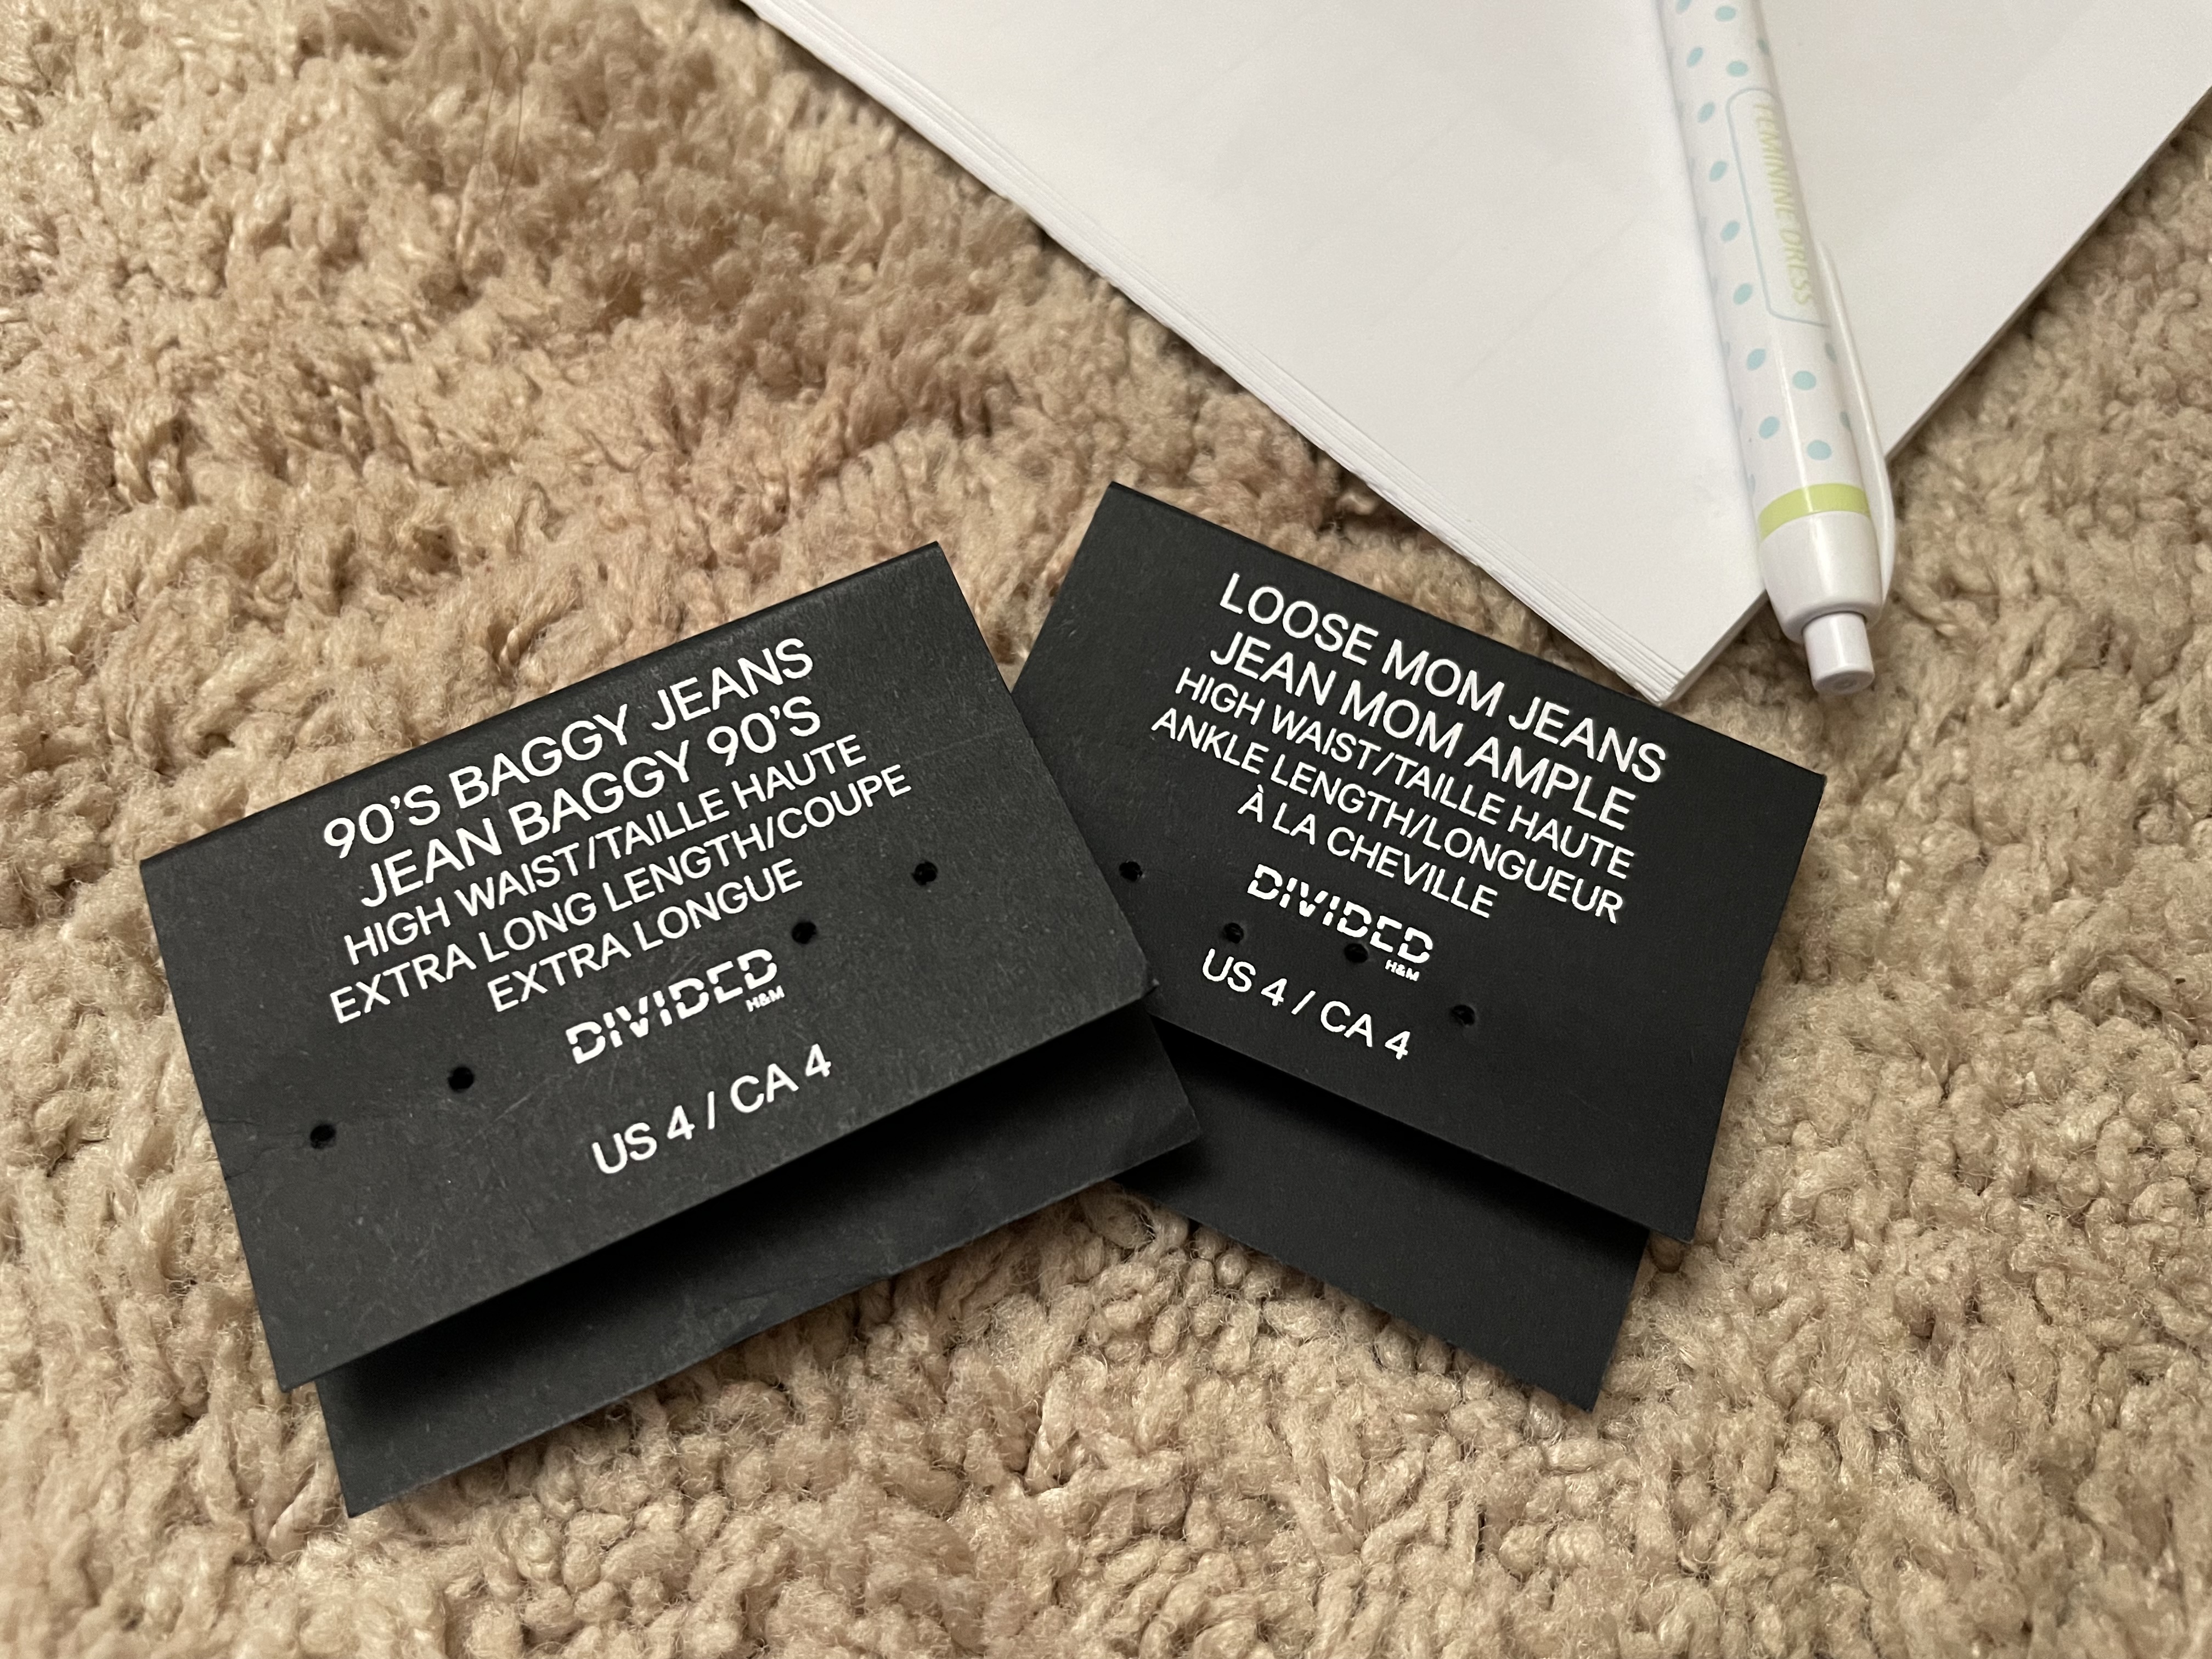 90'S BAGGY JEANS
JEAN BAGGY 90'S
HIGH WAIST/TAILLE HAUTE
EXTRA LONG LENGTH/COUPE
EXTRA LONGUE
DIVIDED
H&M
US 4 / CA 4
LOOSE MOM JEANS
JEAN MOM AMPLE
HIGH WAIST/TAILLE HAUTE
ANKLE LENGTH/LONGUEUR
À LA CHEVILLE
DIVIDED
H&M
US 4 / CA 4